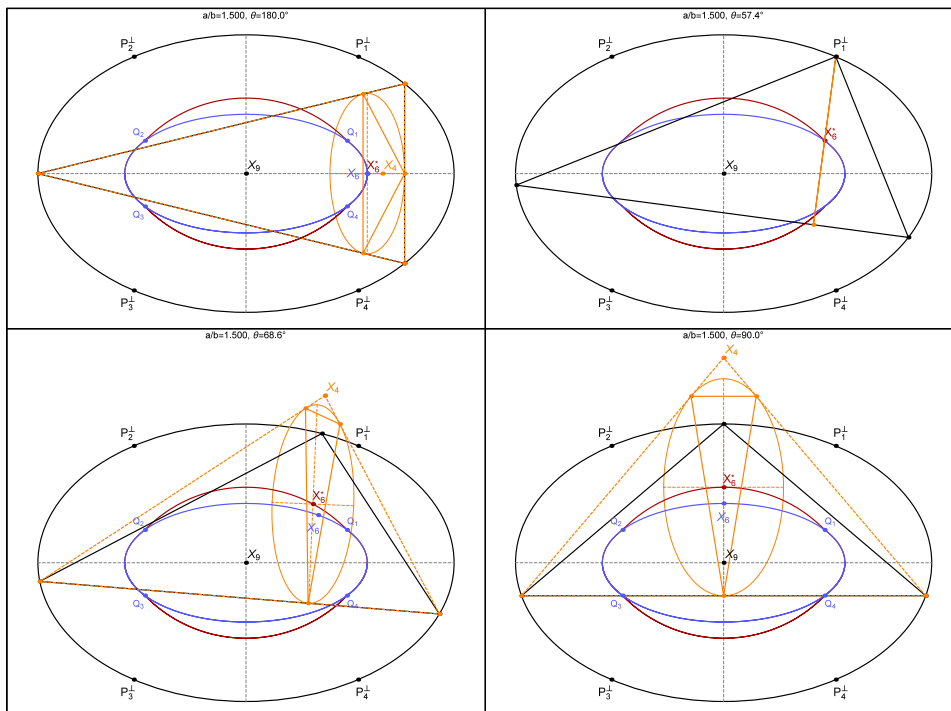 a/b=1.500, θ=180.0°
P₂^⊥ P₁^⊥
Q₂ Q₁
X₉ X₆ X₆* X₄
Q₃ Q₄
P₃^⊥ P₄^⊥
a/b=1.500, θ=57.4°
P₂^⊥ P₁^⊥
X₆*
X₉
P₃^⊥ P₄^⊥
a/b=1.500, θ=68.6°
X₄
P₂^⊥ P₁^⊥
X₆*
Q₂ X₆ Q₁
X₉
Q₃ Q₄
P₃^⊥ P₄^⊥
a/b=1.500, θ=90.0°
X₄
P₂^⊥ P₁^⊥
X₆*
Q₂ X₆ Q₁
X₉
Q₃ Q₄
P₃^⊥ P₄^⊥